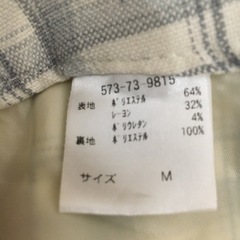 573-73-9815
表地 ポリエステル 64%
レーヨン 32%
ポリウレタン 4%
裏地 ポリエステル 100%
サイズ M